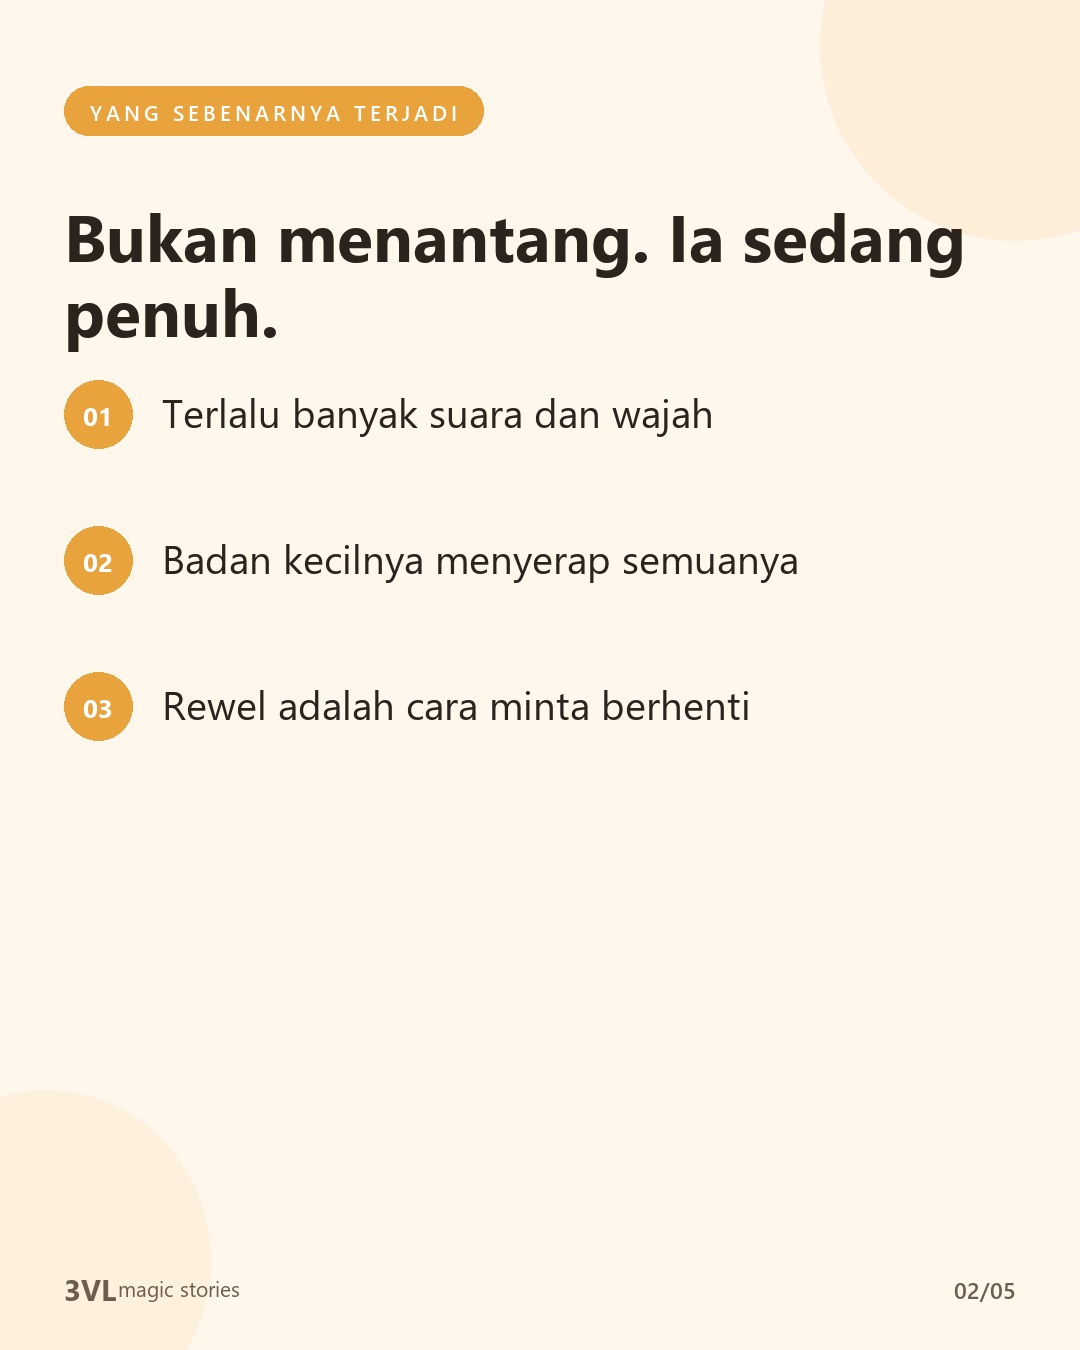 YANG SEBENARNYA TERJADI
Bukan menantang. Ia sedang
penuh.
01 Terlalu banyak suara dan wajah
02 Badan kecilnya menyerap semuanya
03 Rewel adalah cara minta berhenti
3VL magic stories
02/05